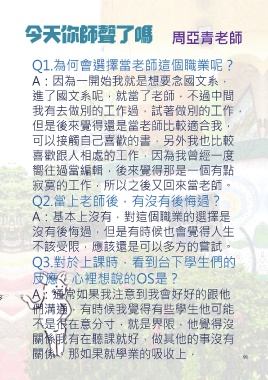 今天你師聲了嗎
周亞青老師
Q1.為何會選擇當老師這個職業呢？
A：因為一開始我就是想要念國文系，
進了國文系呢，就當了老師，不過中間
我有去做別的工作過，試著做別的工作，
但是後來覺得還是當老師比較適合我，
可以接觸自己喜歡的書，另外我也比較
喜歡跟人相處的工作，因為我曾經一度
嚮往過當編輯，後來覺得那是一個有點
寂寞的工作，所以之後又回來當老師。
Q2.當上老師後，有沒有後悔過？
A：基本上沒有，對這個職業的選擇是
沒有後悔過，但是有時候也會覺得人生
不該受限，應該還是可以多方的嘗試。
Q3.對於上課時，看到台下學生們的
反應，心裡想說的OS是？
A：通常如果我注意到我會好好的跟他
們溝通，有時候我覺得有些學生他可能
不是很在意分寸，就是界限，他覺得沒
關係我有在聽課就好，做其他的事沒有
關係，那如果就學業的吸收上，